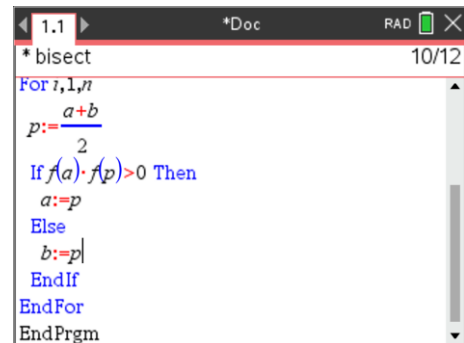 1.1 *Doc RAD
* bisect 10/12
For i,1,n
p:=a+b/2
If f(a)·f(p)>0 Then
a:=p
Else
b:=p
EndIf
EndFor
EndPrgm